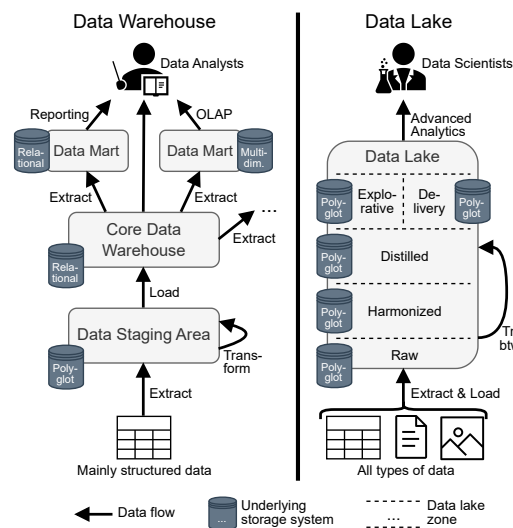 Data Warehouse
Data Analysts
Reporting
OLAP
Rela-
tional
Data Mart
Data Mart
Multi-
dim.
Extract
Extract
...
Core Data
Warehouse
Extract
Rela-
tional
Load
Data Staging Area
Poly-
glot
Trans-
form
Extract
Mainly structured data
Data Lake
Data Scientists
Advanced
Analytics
Data Lake
Poly-
glot
Explo-
rative
De-
livery
Poly-
glot
Poly-
glot
Distilled
Poly-
glot
Harmonized
Poly-
glot
Raw
Extract & Load
All types of data
Data flow
...
Underlying
storage system
...
Data lake
zone